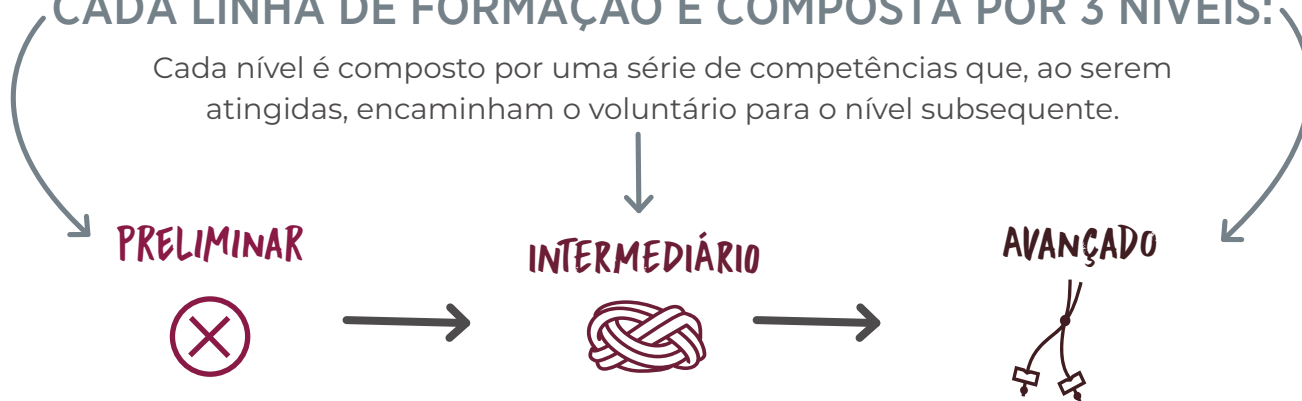 CADA LINHA DE FORMAÇÃO É COMPOSTA POR 3 NÍVEIS:
Cada nível é composto por uma série de competências que, ao serem
atingidas, encaminham o voluntário para o nível subsequente.
PRELIMINAR
INTERMEDIÁRIO
AVANÇADO